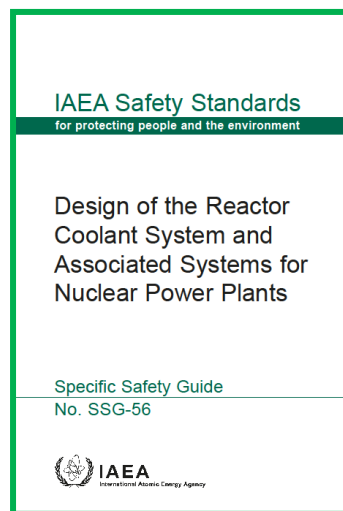 IAEA Safety Standards
for protecting people and the environment
Design of the Reactor
Coolant System and
Associated Systems for
Nuclear Power Plants
Specific Safety Guide
No. SSG-56
IAEA
International Atomic Energy Agency